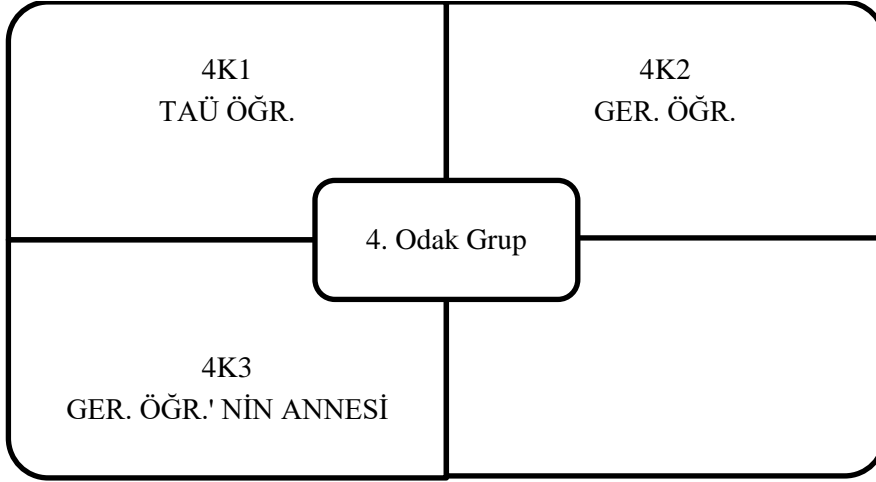 4K1
TAÜ ÖĞR.
4K2
GER. ÖĞR.
4. Odak Grup
4K3
GER. ÖĞR.' NİN ANNESİ